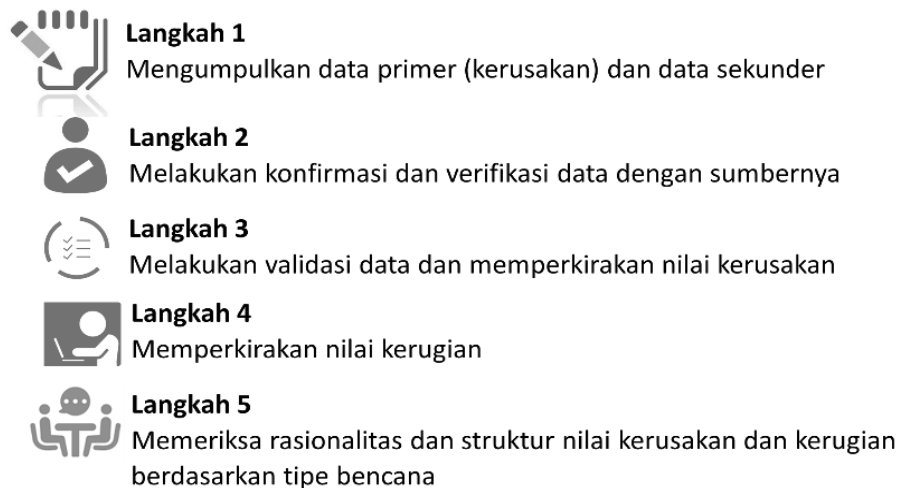 Langkah 1
Mengumpulkan data primer (kerusakan) dan data sekunder
Langkah 2
Melakukan konfirmasi dan verifikasi data dengan sumbernya
Langkah 3
Melakukan validasi data dan memperkirakan nilai kerusakan
Langkah 4
Memperkirakan nilai kerugian
Langkah 5
Memeriksa rasionalitas dan struktur nilai kerusakan dan kerugian
berdasarkan tipe bencana